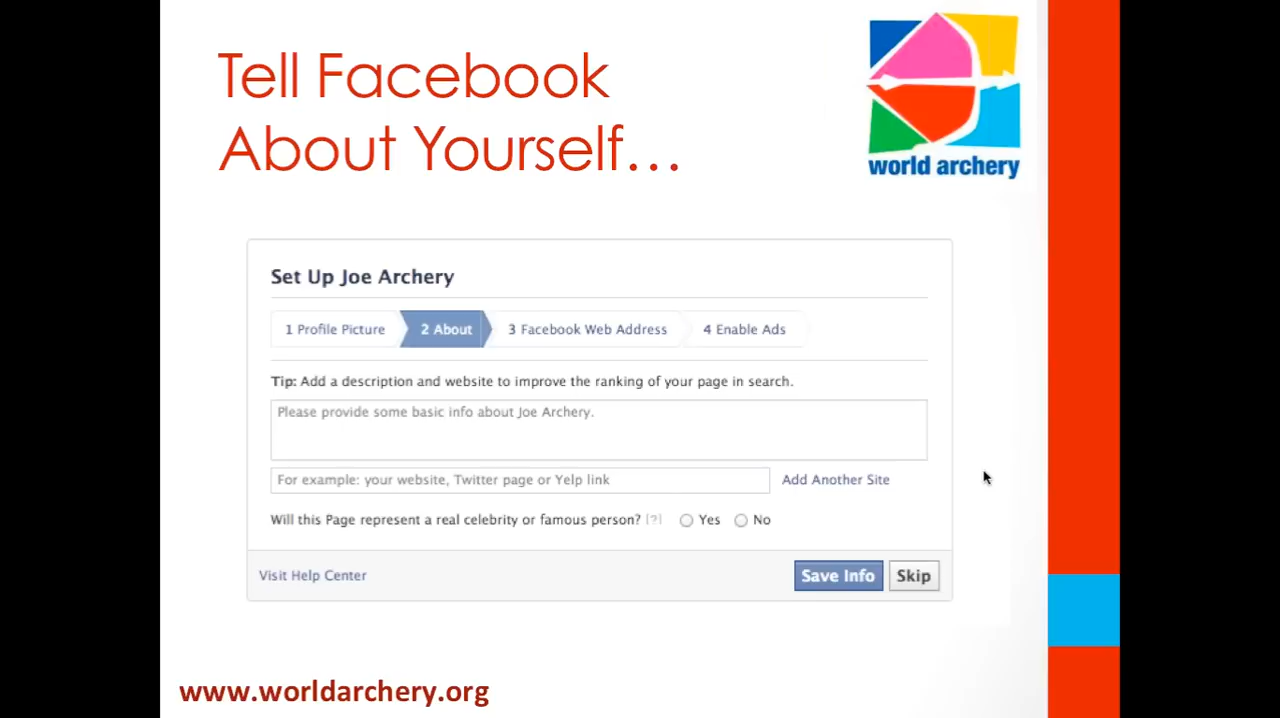 Tell Facebook
About Yourself...
world archery
Set Up Joe Archery
1 Profile Picture 2 About 3 Facebook Web Address 4 Enable Ads
Tip: Add a description and website to improve the ranking of your page in search.
Please provide some basic info about Joe Archery.
For example: your website, Twitter page or Yelp link Add Another Site
Will this Page represent a real celebrity or famous person? [?] Yes No
Visit Help Center Save Info Skip
www.worldarchery.org